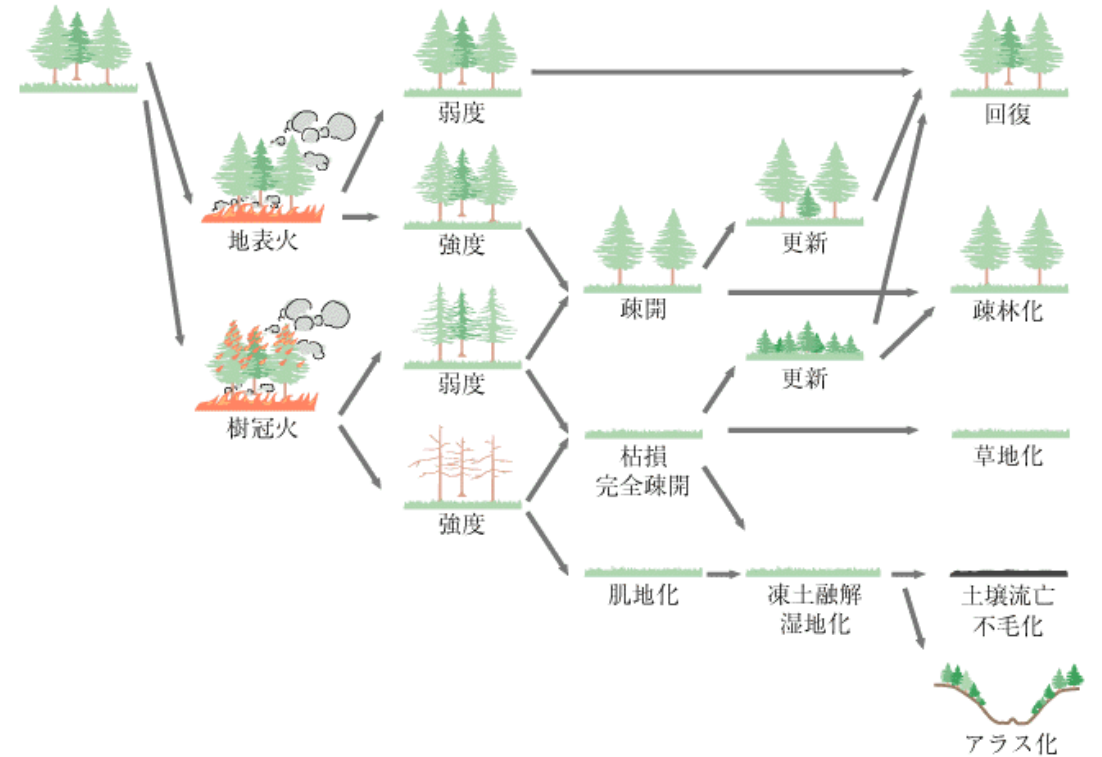 弱度
回復
地表火
強度
更新
疎開
疎林化
弱度
更新
樹冠火
枯損
完全疎開
草地化
強度
肌地化
凍土融解
湿地化
土壌流亡
不毛化
アラス化